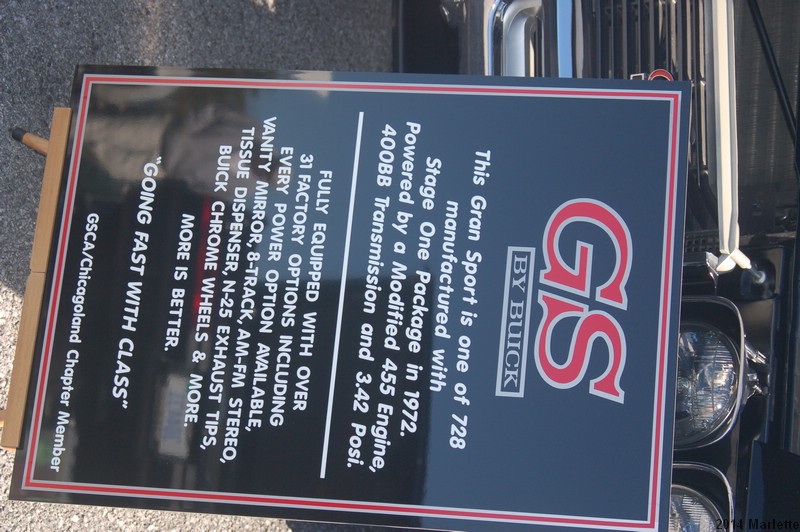 GS
BY BUICK
This Gran Sport is one of 728
manufactured with
Stage One Package in 1972.
Powered by a Modified 455 Engine,
400BB Transmission and 3.42 Posi.
FULLY EQUIPPED WITH OVER
31 FACTORY OPTIONS INCLUDING
EVERY POWER OPTION AVAILABLE,
VANITY MIRROR, 8-TRACK, AM-FM STEREO,
TISSUE DISPENSER, N-25 EXHAUST TIPS,
BUICK CHROME WHEELS & MORE.
MORE IS BETTER.
"GOING FAST WITH CLASS"
GSCA/Chicagoland Chapter Member
2014 Marlette